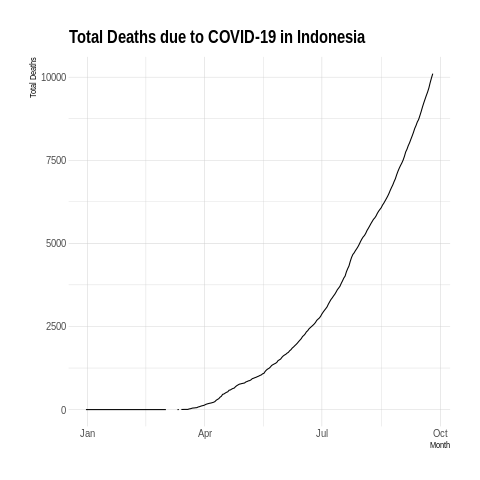 Total Deaths due to COVID-19 in Indonesia
Total Deaths
10000
7500
5000
2500
0
Jan
Apr
Jul
Oct
Month